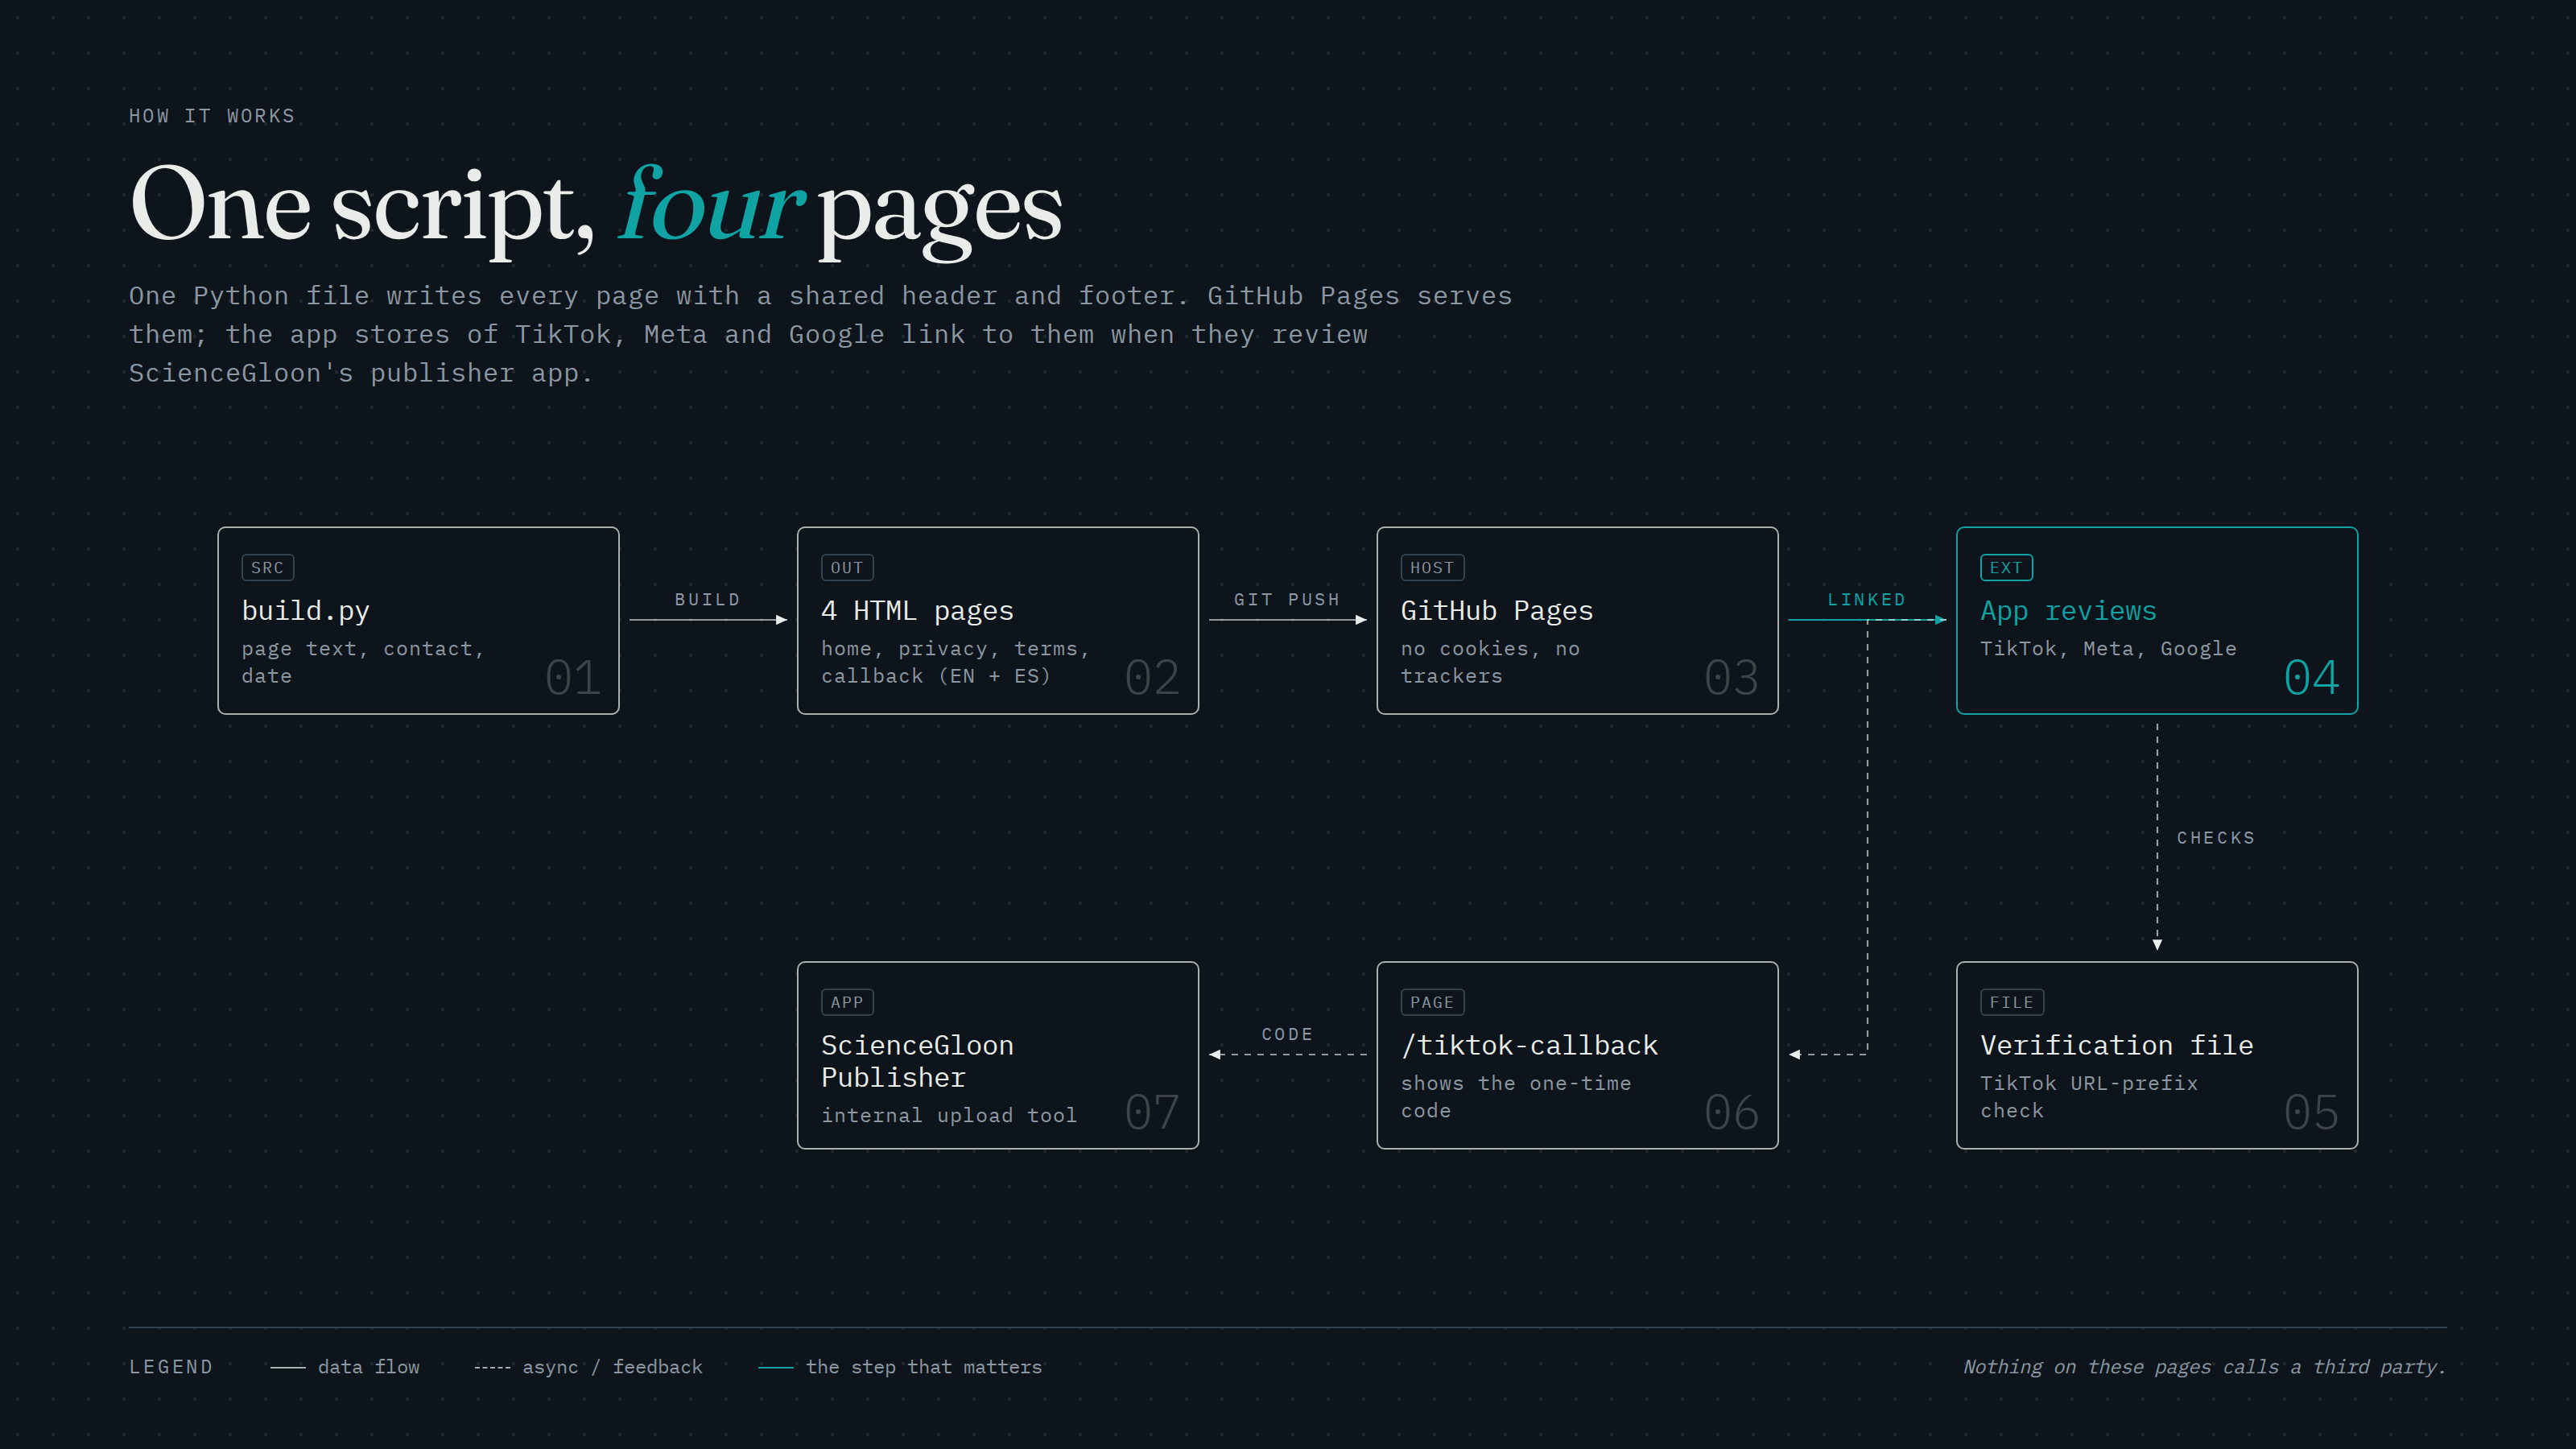 HOW IT WORKS
One script, four pages
One Python file writes every page with a shared header and footer. GitHub Pages serves
them; the app stores of TikTok, Meta and Google link to them when they review
ScienceGloon's publisher app.
SRC
build.py
page text, contact,
date
01
BUILD
OUT
4 HTML pages
home, privacy, terms,
callback (EN + ES)
02
GIT PUSH
HOST
GitHub Pages
no cookies, no
trackers
03
LINKED
EXT
App reviews
TikTok, Meta, Google
04
CHECKS
APP
ScienceGloon
Publisher
internal upload tool
07
CODE
PAGE
/tiktok-callback
shows the one-time
code
06
FILE
Verification file
TikTok URL-prefix
check
05
LEGEND
data flow
async / feedback
the step that matters
Nothing on these pages calls a third party.